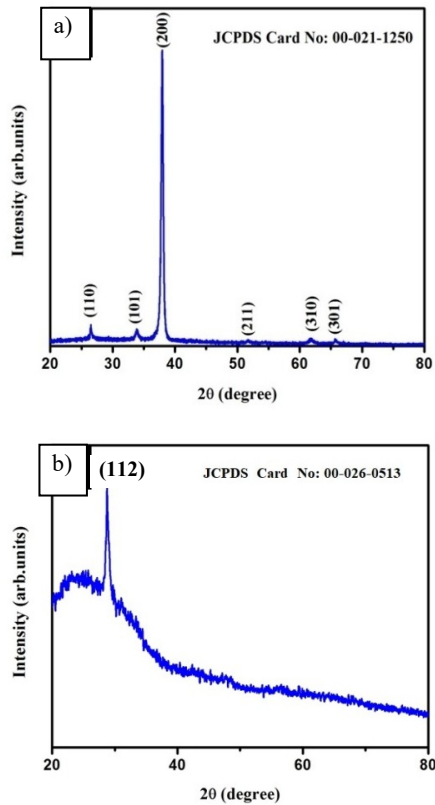 a)
(200)
JCPDS Card No: 00-021-1250
Intensity (arb.units)
(110)
(101)
(211)
(310)
(301)
20 30 40 50 60 70 80
2θ (degree)
b)
(112)
JCPDS Card No: 00-026-0513
Intensity (arb.units)
20 40 60 80
2θ (degree)